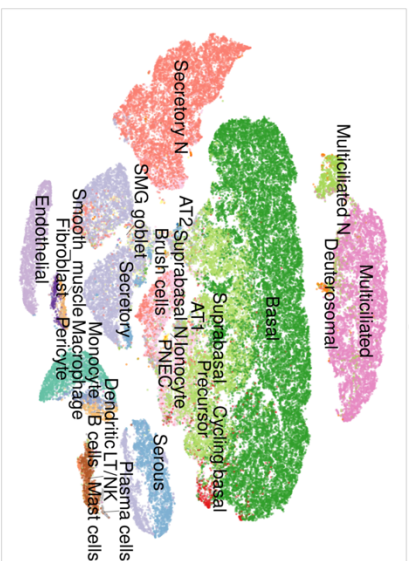 Multiciliated N
Multiciliated
Deuterosomal
Basal
Secretory N
Suprabasal
Cycling basal
AT1
Precursor
AT2
Suprabasal N
Ionocyte
Brush cells
PNEC
SMG goblet
Secretory
Serous
Smooth_muscle
Macrophage
Monocyte
Dendritic
LT/NK
Plasma cells
Fibroblast
Pericyte
B cells
Mast cells
Endothelial